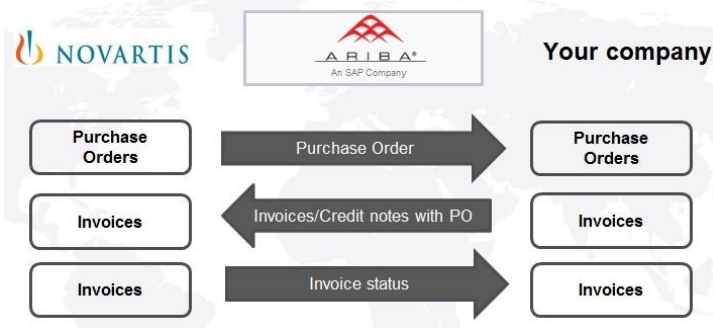 NOVARTIS
ARIBA®
An SAP Company
Your company
Purchase
Orders
Purchase Order
Purchase
Orders
Invoices
Invoices/Credit notes with PO
Invoices
Invoices
Invoice status
Invoices